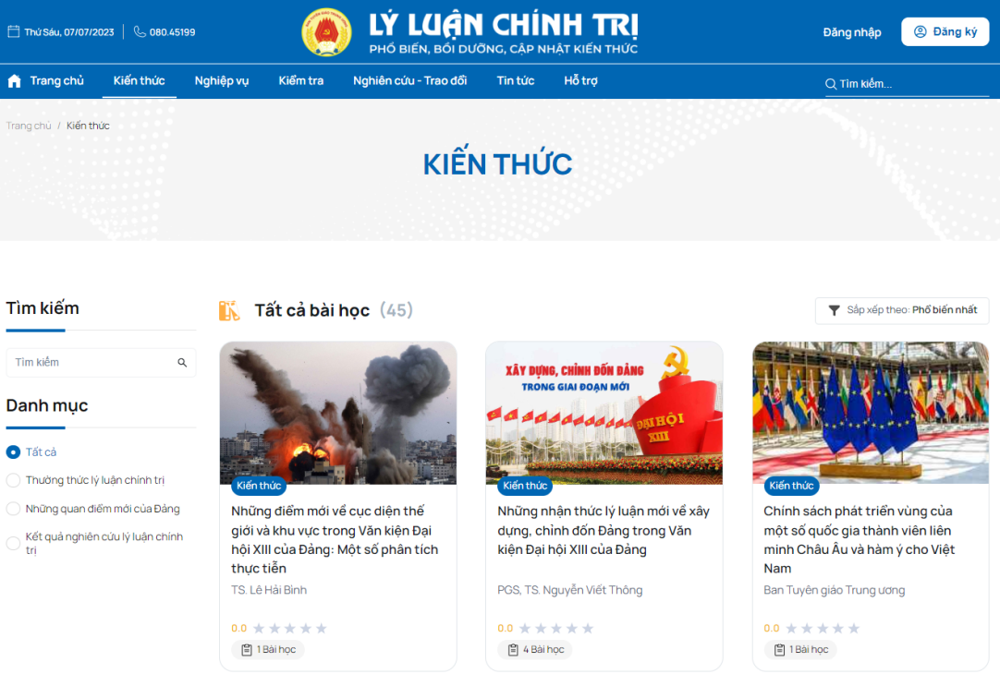 Thứ Sáu, 07/07/2023
080.45199
LÝ LUẬN CHÍNH TRỊ
PHỔ BIẾN, BỒI DƯỠNG, CẬP NHẬT KIẾN THỨC
Đăng nhập
Đăng ký
Trang chủ
Kiến thức
Nghiệp vụ
Kiểm tra
Nghiên cứu - Trao đổi
Tin tức
Hỗ trợ
Tìm kiếm...
Trang chủ / Kiến thức
KIẾN THỨC
Tìm kiếm
Tìm kiếm
Danh mục
Tất cả
Thường thức lý luận chính trị
Những quan điểm mới của Đảng
Kết quả nghiên cứu lý luận chính
trị
Tất cả bài học (45)
Sắp xếp theo: Phổ biến nhất
Kiến thức
Những điểm mới về cục diện thế
giới và khu vực trong Văn kiện Đại
hội XIII của Đảng: Một số phân tích
thực tiễn
TS. Lê Hải Bình
0.0
1 Bài học
XÂY DỰNG, CHỈNH ĐỐN ĐẢNG
TRONG GIAI ĐOẠN MỚI
ĐẠI HỘI
XIII
Kiến thức
Những nhận thức lý luận mới về xây
dựng, chỉnh đốn Đảng trong Văn
kiện Đại hội XIII của Đảng
PGS, TS. Nguyễn Viết Thông
0.0
4 Bài học
Kiến thức
Chính sách phát triển vùng của
một số quốc gia thành viên liên
minh Châu Âu và hàm ý cho Việt
Nam
Ban Tuyên giáo Trung ương
0.0
1 Bài học